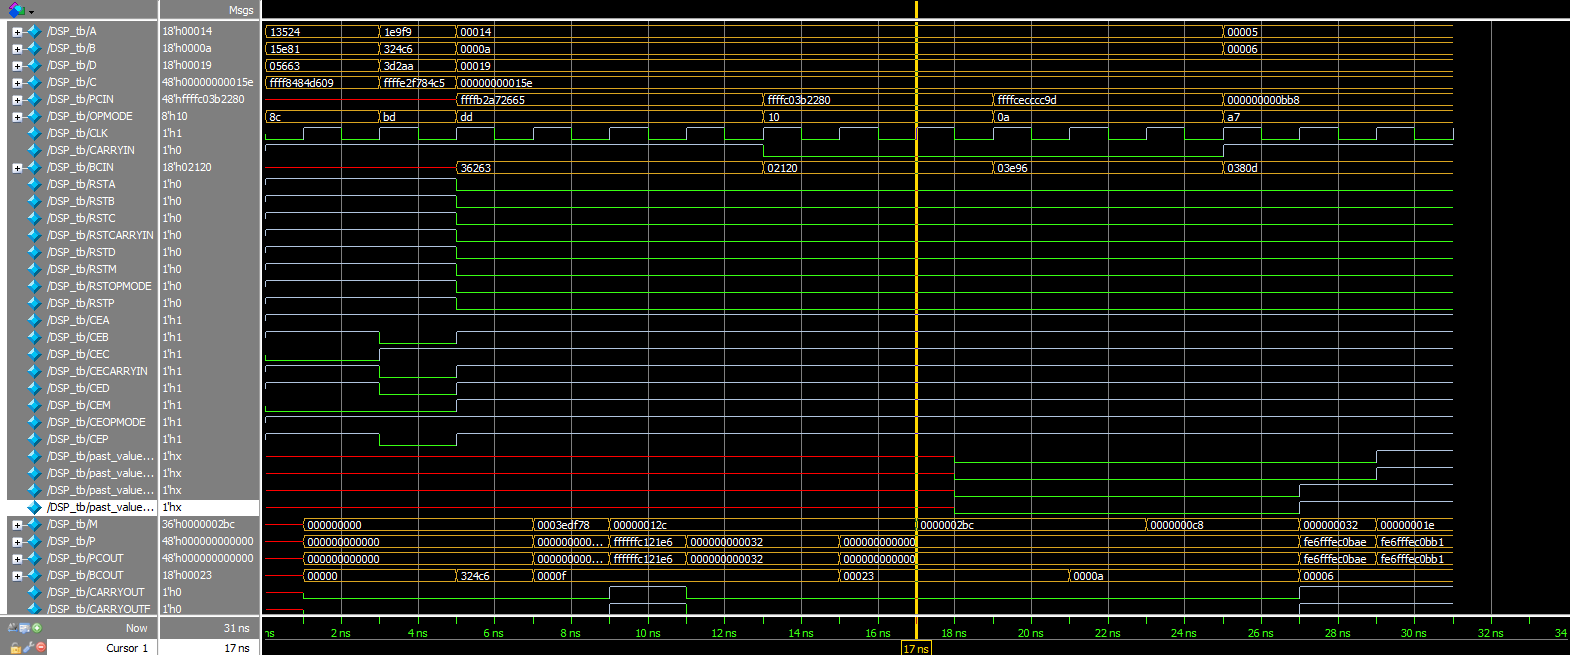 Msgs
/DSP_tb/A 18'h00014 13524 1e9f9 00014 00005
/DSP_tb/B 18'h0000a 15e81 324c6 0000a 00006
/DSP_tb/D 18'h00019 05663 3d2aa 00019
/DSP_tb/C 48'h00000000015e ffff8484d609 ffffe2f784c5 00000000015e
/DSP_tb/PCIN 48'hffffc03b2280 ffffb2a72665 ffffc03b2280 ffffcecccc9d 000000000bb8
/DSP_tb/OPMODE 8'h10 8c bd dd 10 0a a7
/DSP_tb/CLK 1'h1
/DSP_tb/CARRYIN 1'h0
/DSP_tb/BCIN 18'h02120 36263 02120 03e96 0380d
/DSP_tb/RSTA 1'h0
/DSP_tb/RSTB 1'h0
/DSP_tb/RSTC 1'h0
/DSP_tb/RSTCARRYIN 1'h0
/DSP_tb/RSTD 1'h0
/DSP_tb/RSTM 1'h0
/DSP_tb/RSTOPMODE 1'h0
/DSP_tb/RSTP 1'h0
/DSP_tb/CEA 1'h1
/DSP_tb/CEB 1'h1
/DSP_tb/CEC 1'h1
/DSP_tb/CECARRYIN 1'h1
/DSP_tb/CED 1'h1
/DSP_tb/CEM 1'h1
/DSP_tb/CEOPMODE 1'h1
/DSP_tb/CEP 1'h1
/DSP_tb/past_value... 1'hx
/DSP_tb/past_value... 1'hx
/DSP_tb/past_value... 1'hx
/DSP_tb/past_value... 1'hx
/DSP_tb/M 36'h0000002bc 000000000 0003edf78 00000012c 0000002bc 0000000c8 000000032 00000001e
/DSP_tb/P 48'h000000000000 000000000000 000000000... ffffffc121e6 000000000032 000000000000 fe6fffec0bae fe6fffec0bb1
/DSP_tb/PCOUT 48'h000000000000 000000000000 000000000... ffffffc121e6 000000000032 000000000000 fe6fffec0bae fe6fffec0bb1
/DSP_tb/BCOUT 18'h00023 00000 324c6 0000f 00023 0000a 00006
/DSP_tb/CARRYOUT 1'h0
/DSP_tb/CARRYOUTF 1'h0
Now 31 ns ns 2 ns 4 ns 6 ns 8 ns 10 ns 12 ns 14 ns 16 ns 18 ns 20 ns 22 ns 24 ns 26 ns 28 ns 30 ns 32 ns 34
Cursor 1 17 ns 17 ns